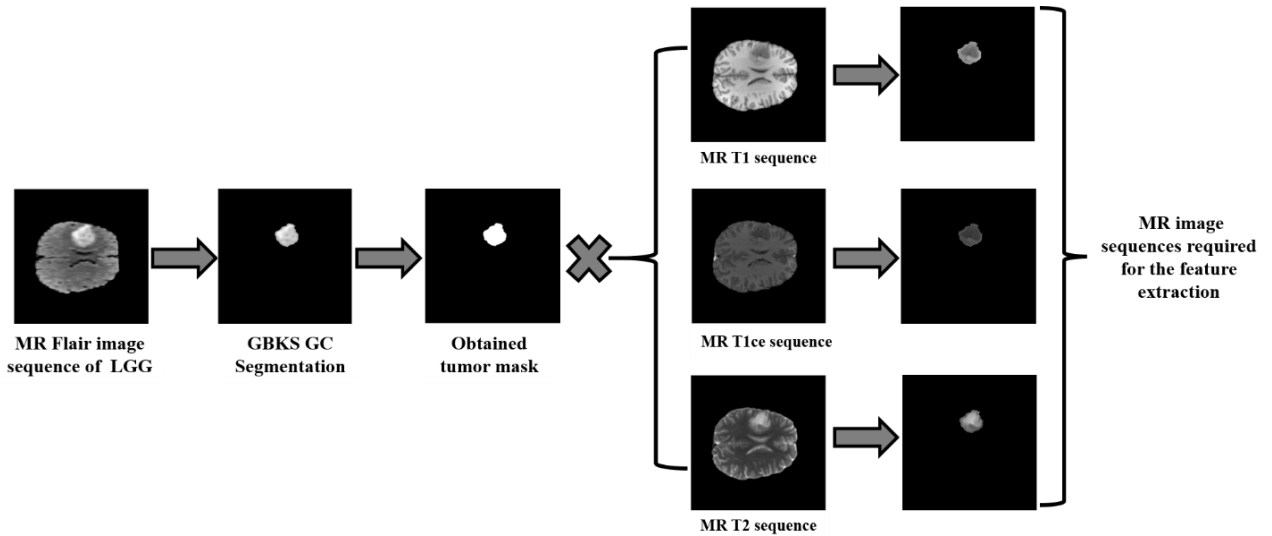 MR Flair image
sequence of LGG
GBKS GC
Segmentation
Obtained
tumor mask
MR T1 sequence
MR T1ce sequence
MR T2 sequence
MR image
sequences required
for the feature
extraction